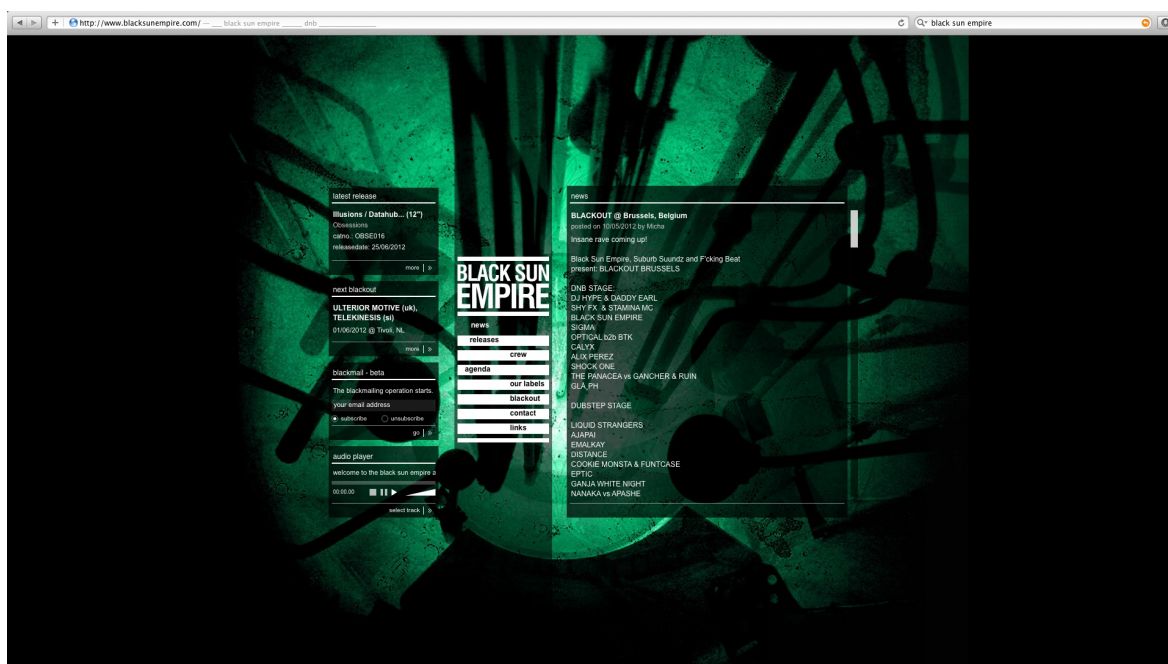 http://www.blacksunempire.com/ — __ black sun empire _____ dnb ______________
black sun empire
latest release
Illusions / Datahub... (12")
Obsessions
catno.: OBSE016
releasedate: 25/06/2012
more | »
next blackout
ULTERIOR MOTIVE (uk),
TELEKINESIS (si)
01/06/2012 @ Tivoli, NL
more | »
blackmail - beta
The blackmailing operation starts.
your email address
subscribe unsubscribe
go | »
audio player
welcome to the black sun empire a
00:00.00
select track | »
BLACK SUN
EMPIRE
news
releases
crew
agenda
our labels
blackout
contact
links
news
BLACKOUT @ Brussels, Belgium
posted on 10/05/2012 by Micha
Insane rave coming up!
Black Sun Empire, Suburb Suundz and F'cking Beat
present: BLACKOUT BRUSSELS
DNB STAGE:
DJ HYPE & DADDY EARL
SHY FX & STAMINA MC
BLACK SUN EMPIRE
SIGMA
OPTICAL b2b BTK
CALYX
ALIX PEREZ
SHOCK ONE
THE PANACEA vs GANCHER & RUIN
GLA PH
DUBSTEP STAGE
LIQUID STRANGERS
AJAPAI
EMALKAY
DISTANCE
COOKIE MONSTA & FUNTCASE
EPTIC
GANJA WHITE NIGHT
NANAKA vs APASHE